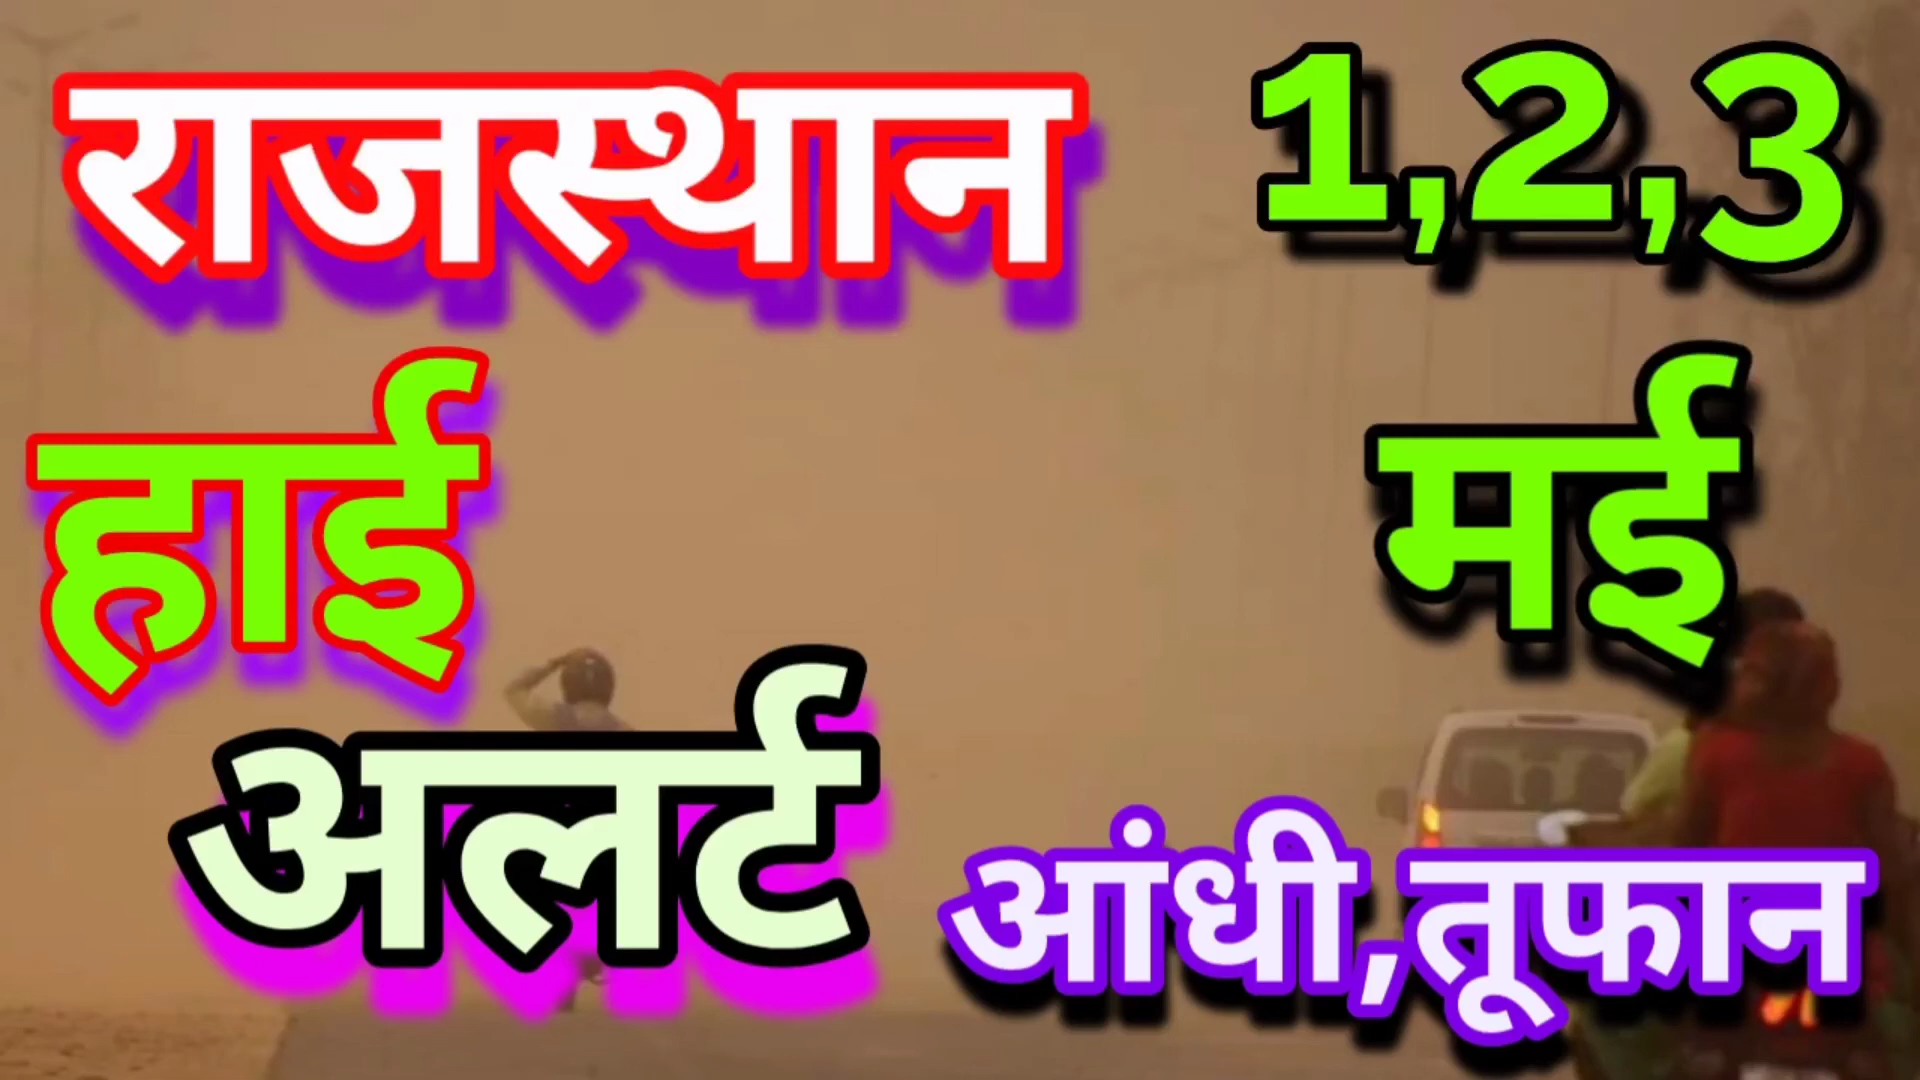 राजस्थान
1,2,3
हाई
मई
अलर्ट
आंधी,तूफान